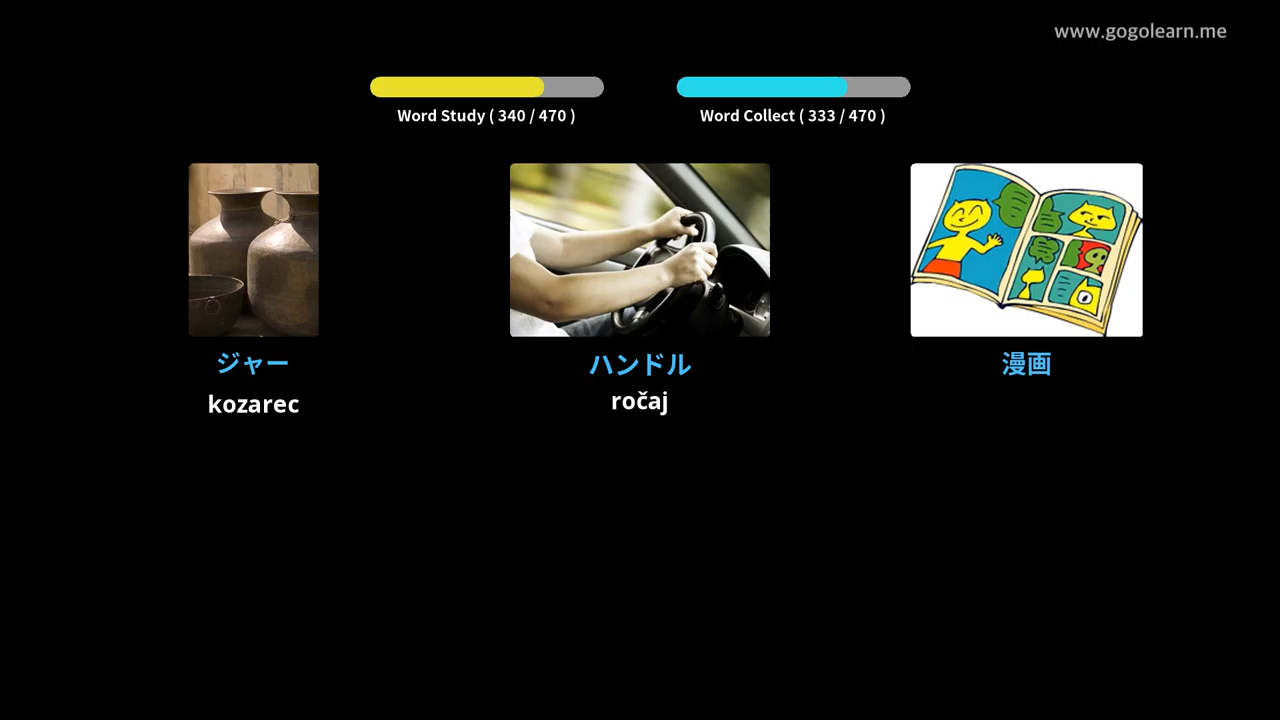 www.gogolearn.me
Word Study ( 340 / 470 )
Word Collect ( 333 / 470 )
ジャー
ハンドル
漫画
kozarec
ročaj